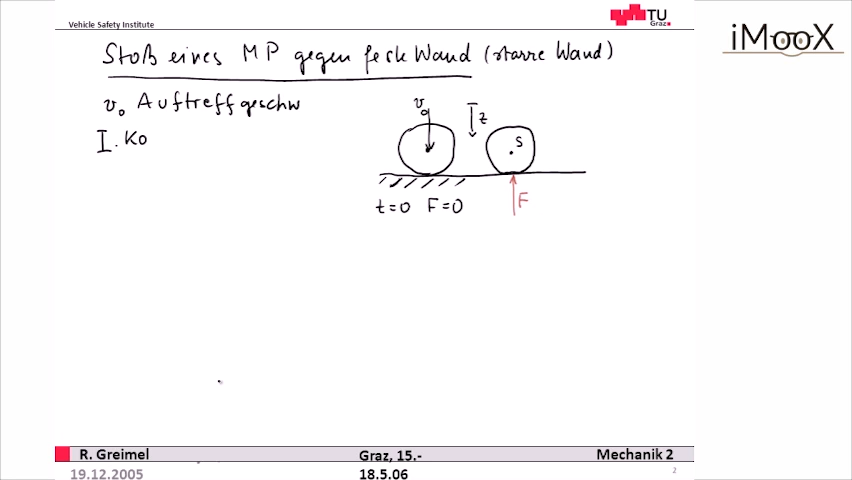 Vehicle Safety Institute
TU
Graz
iMooX
Stoß eines MP gegen feste Wand (starre Wand)
v₀ Auftreffgeschw
I. Ko
v₀
z
S
t=0 F=0
F
R. Greimel
Graz, 15.-
Mechanik 2
19.12.2005
18.5.06
2